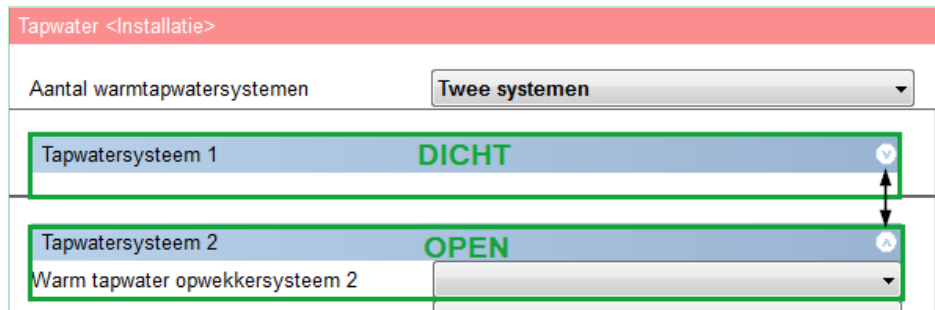 Tapwater <Installatie>
Aantal warmtapwatersystemen Twee systemen
Tapwatersysteem 1 DICHT
Tapwatersysteem 2 OPEN
Warm tapwater opwekkersysteem 2